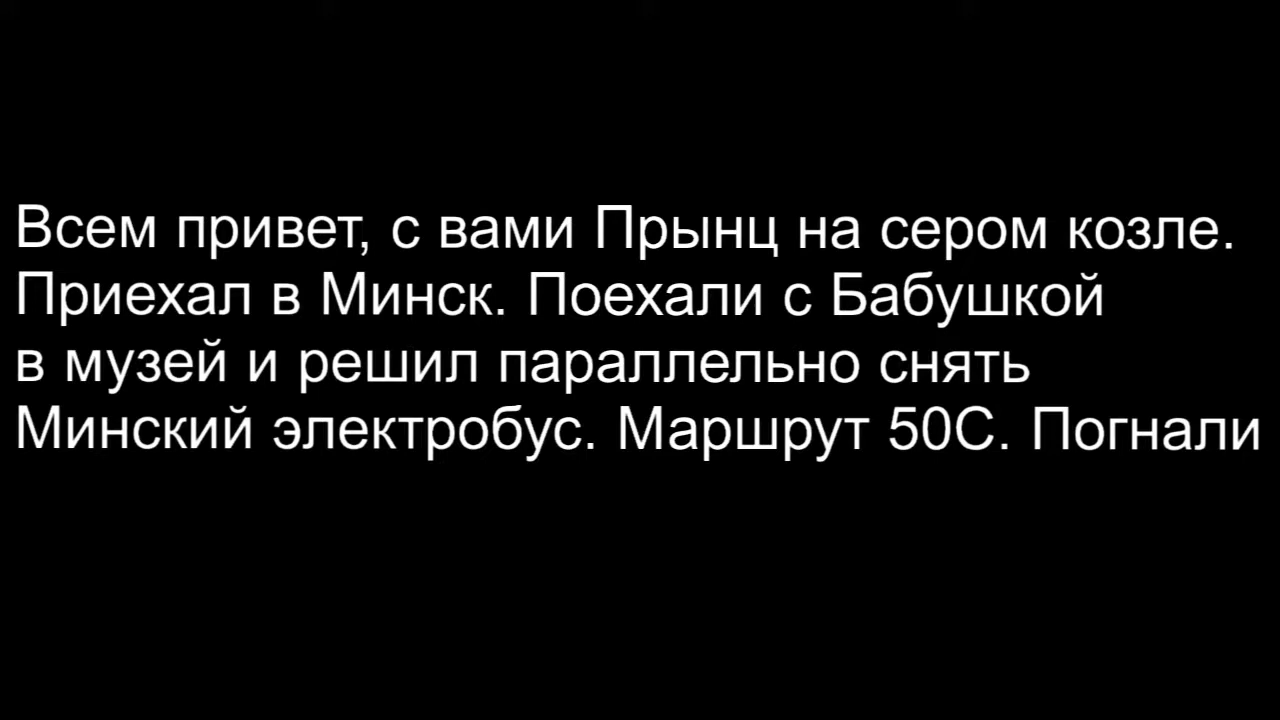 Всем привет, с вами Прынц на сером козле.
Приехал в Минск. Поехали с Бабушкой
в музей и решил параллельно снять
Минский электробус. Маршрут 50С. Погнали